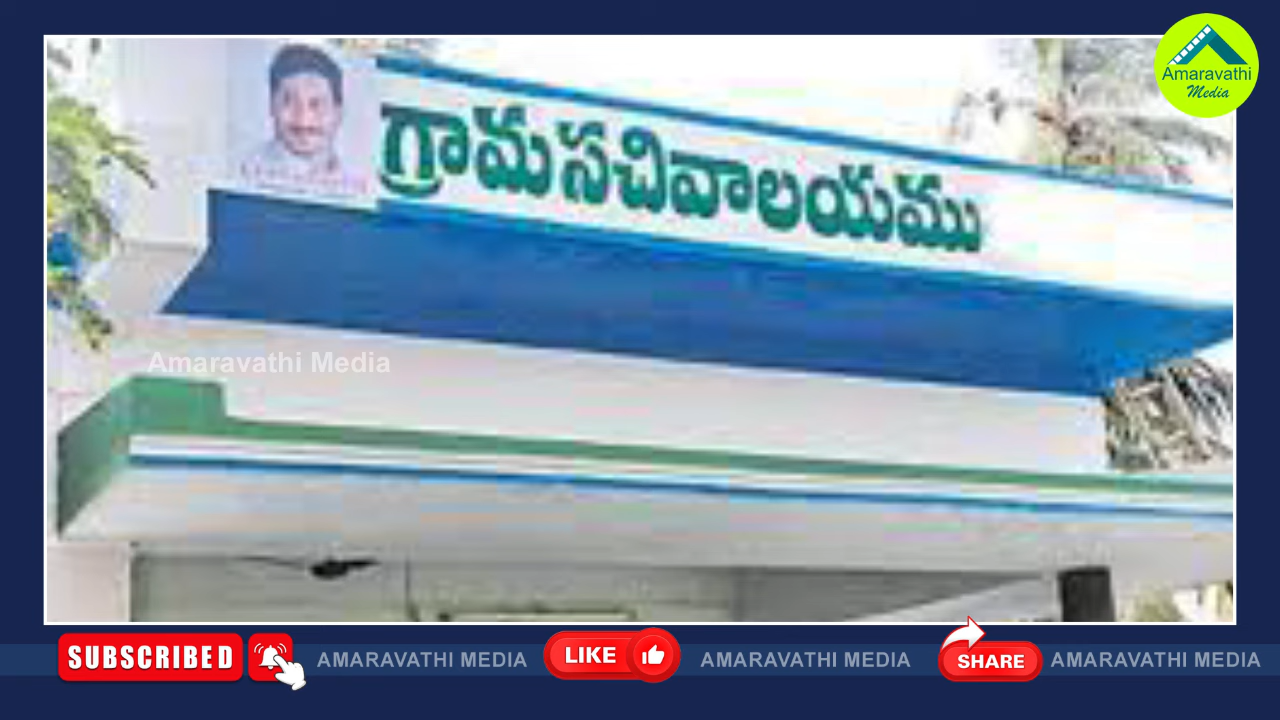 Amaravathi
Media
గ్రామ సచివాలయము
Amaravathi Media
SUBSCRIBED
AMARAVATHI MEDIA
LIKE
AMARAVATHI MEDIA
SHARE
AMARAVATHI MEDIA